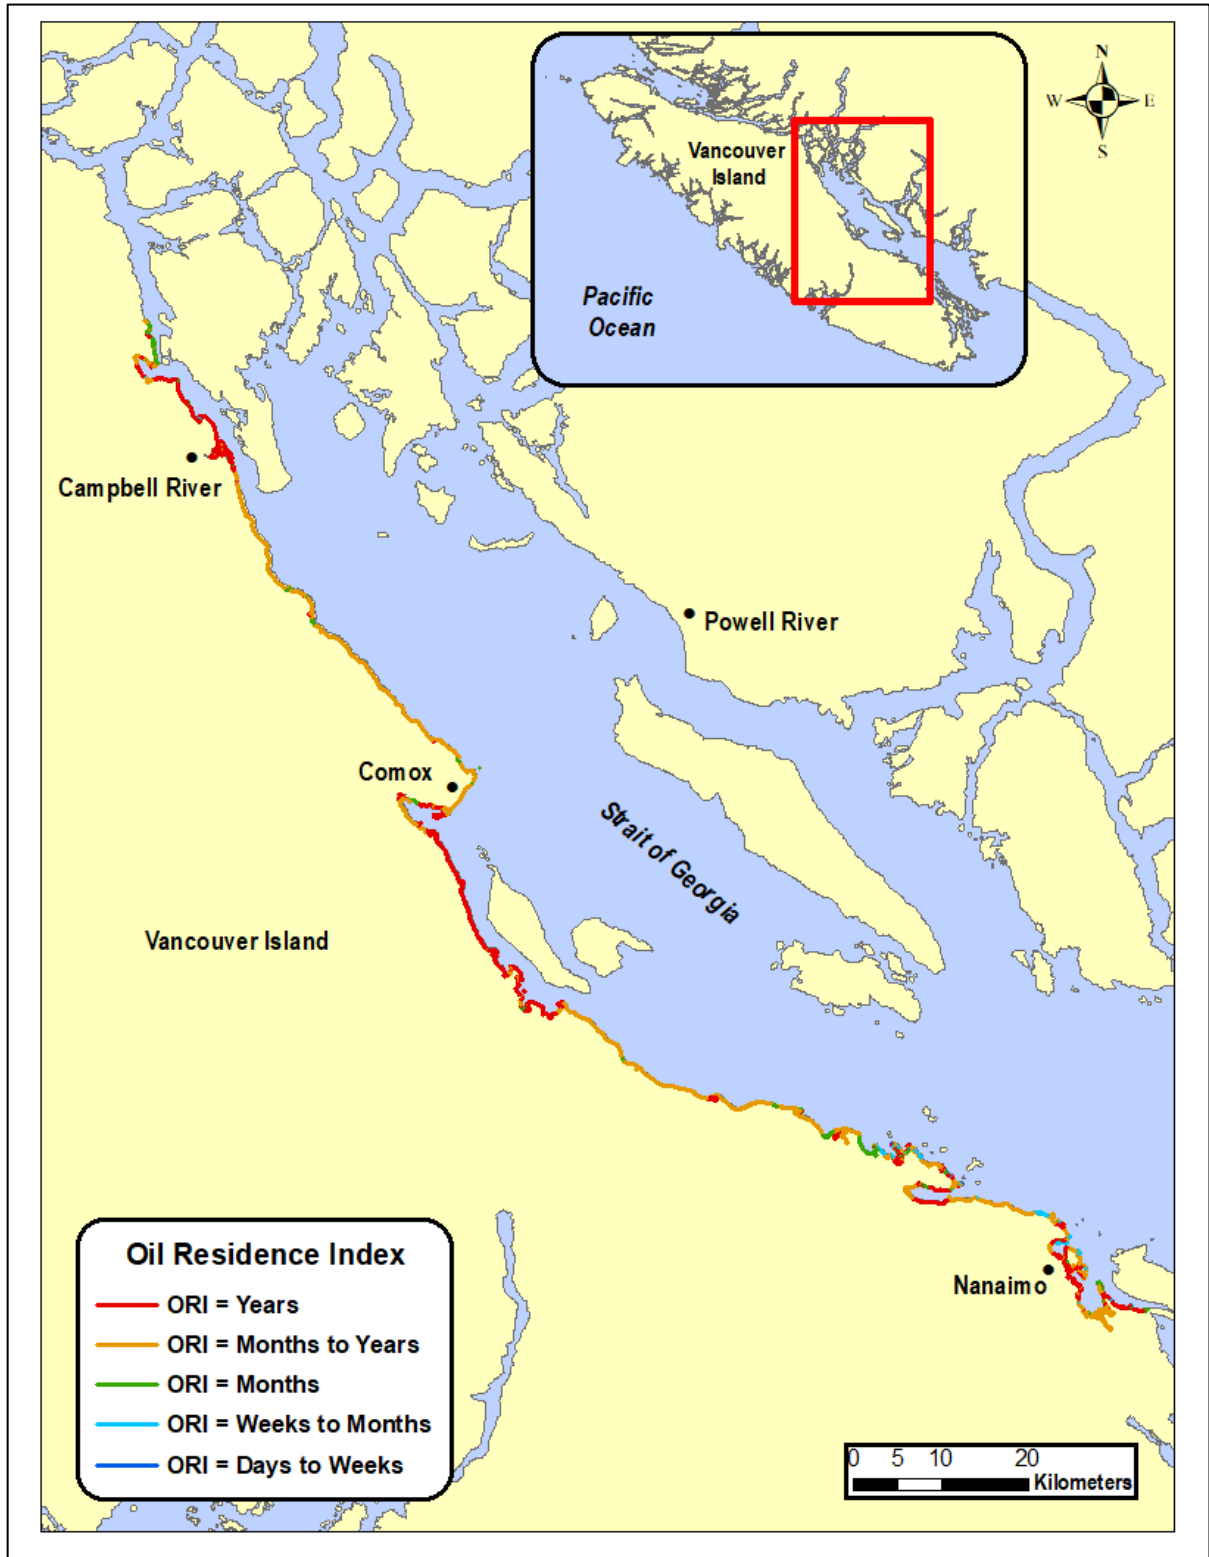 N
W E
S
Vancouver
Island
Pacific
Ocean
Campbell River
Powell River
Comox
Strait of Georgia
Vancouver Island
Nanaimo
Oil Residence Index
ORI = Years
ORI = Months to Years
ORI = Months
ORI = Weeks to Months
ORI = Days to Weeks
0 5 10 20
Kilometers